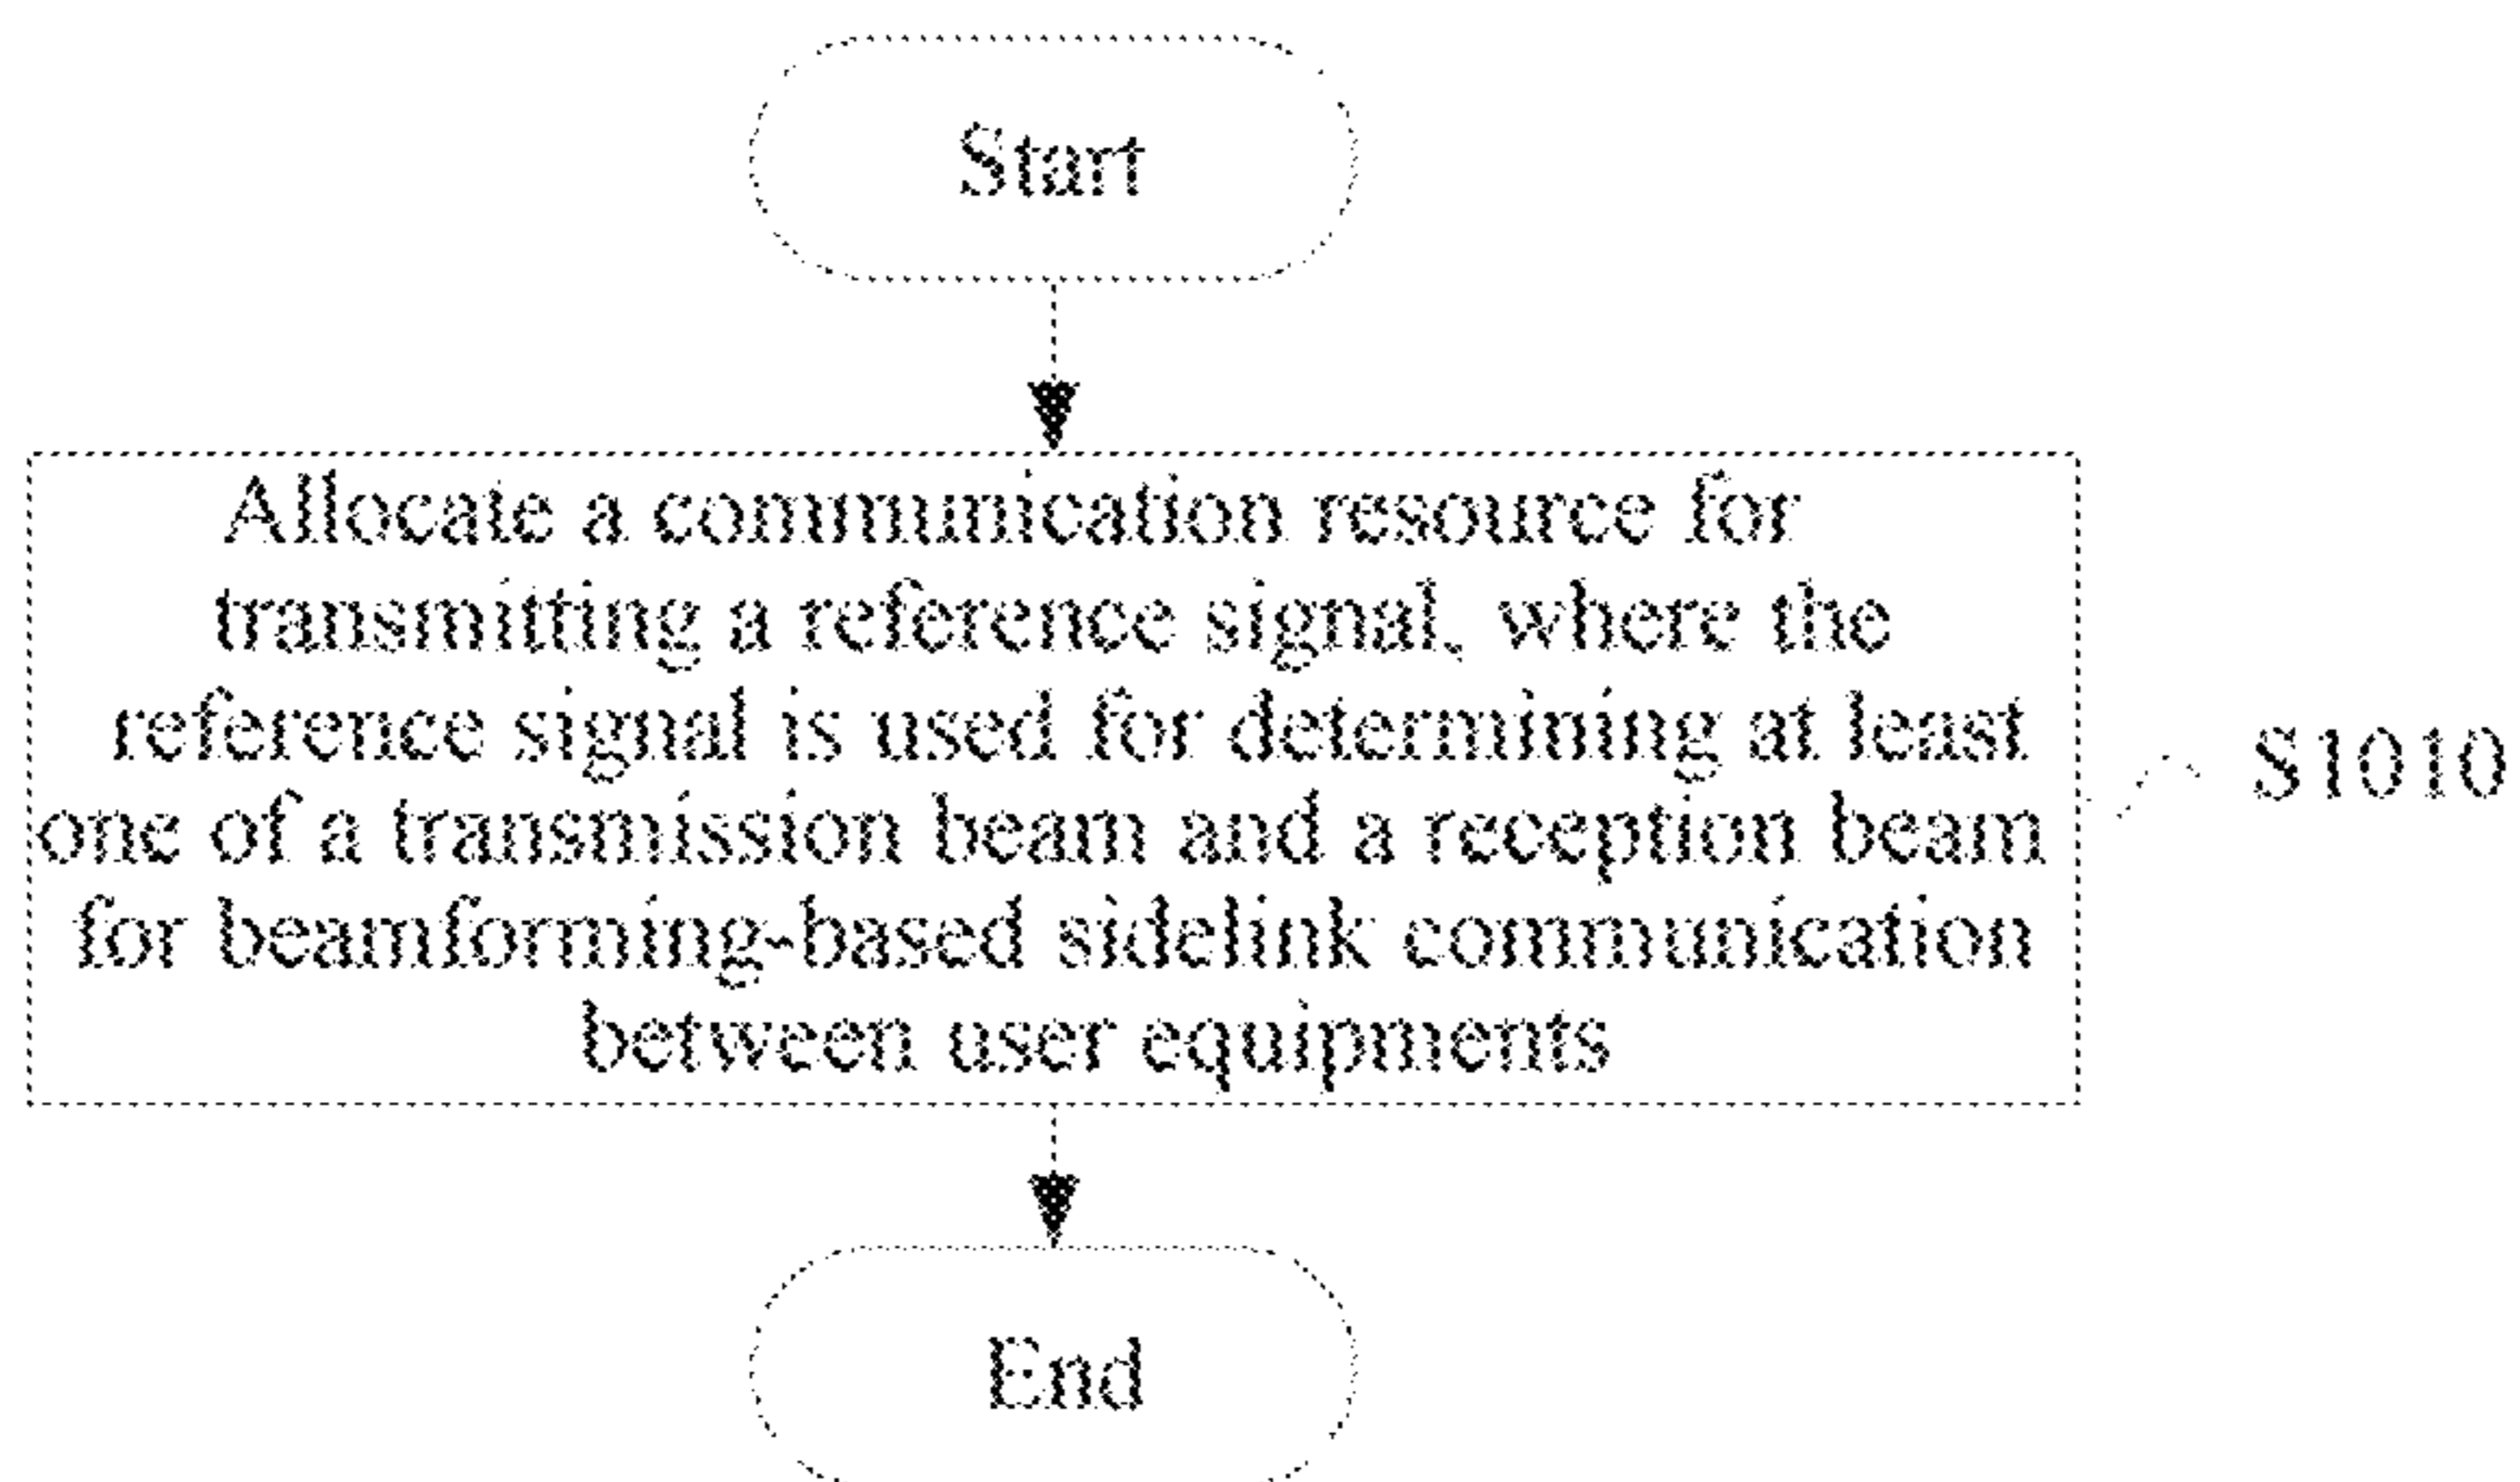 Start
Allocate a communication resource for
transmitting a reference signal, where the
reference signal is used for determining at least
one of a transmission beam and a reception beam
for beamforming-based sidelink communication
between user equipments
S1010
End